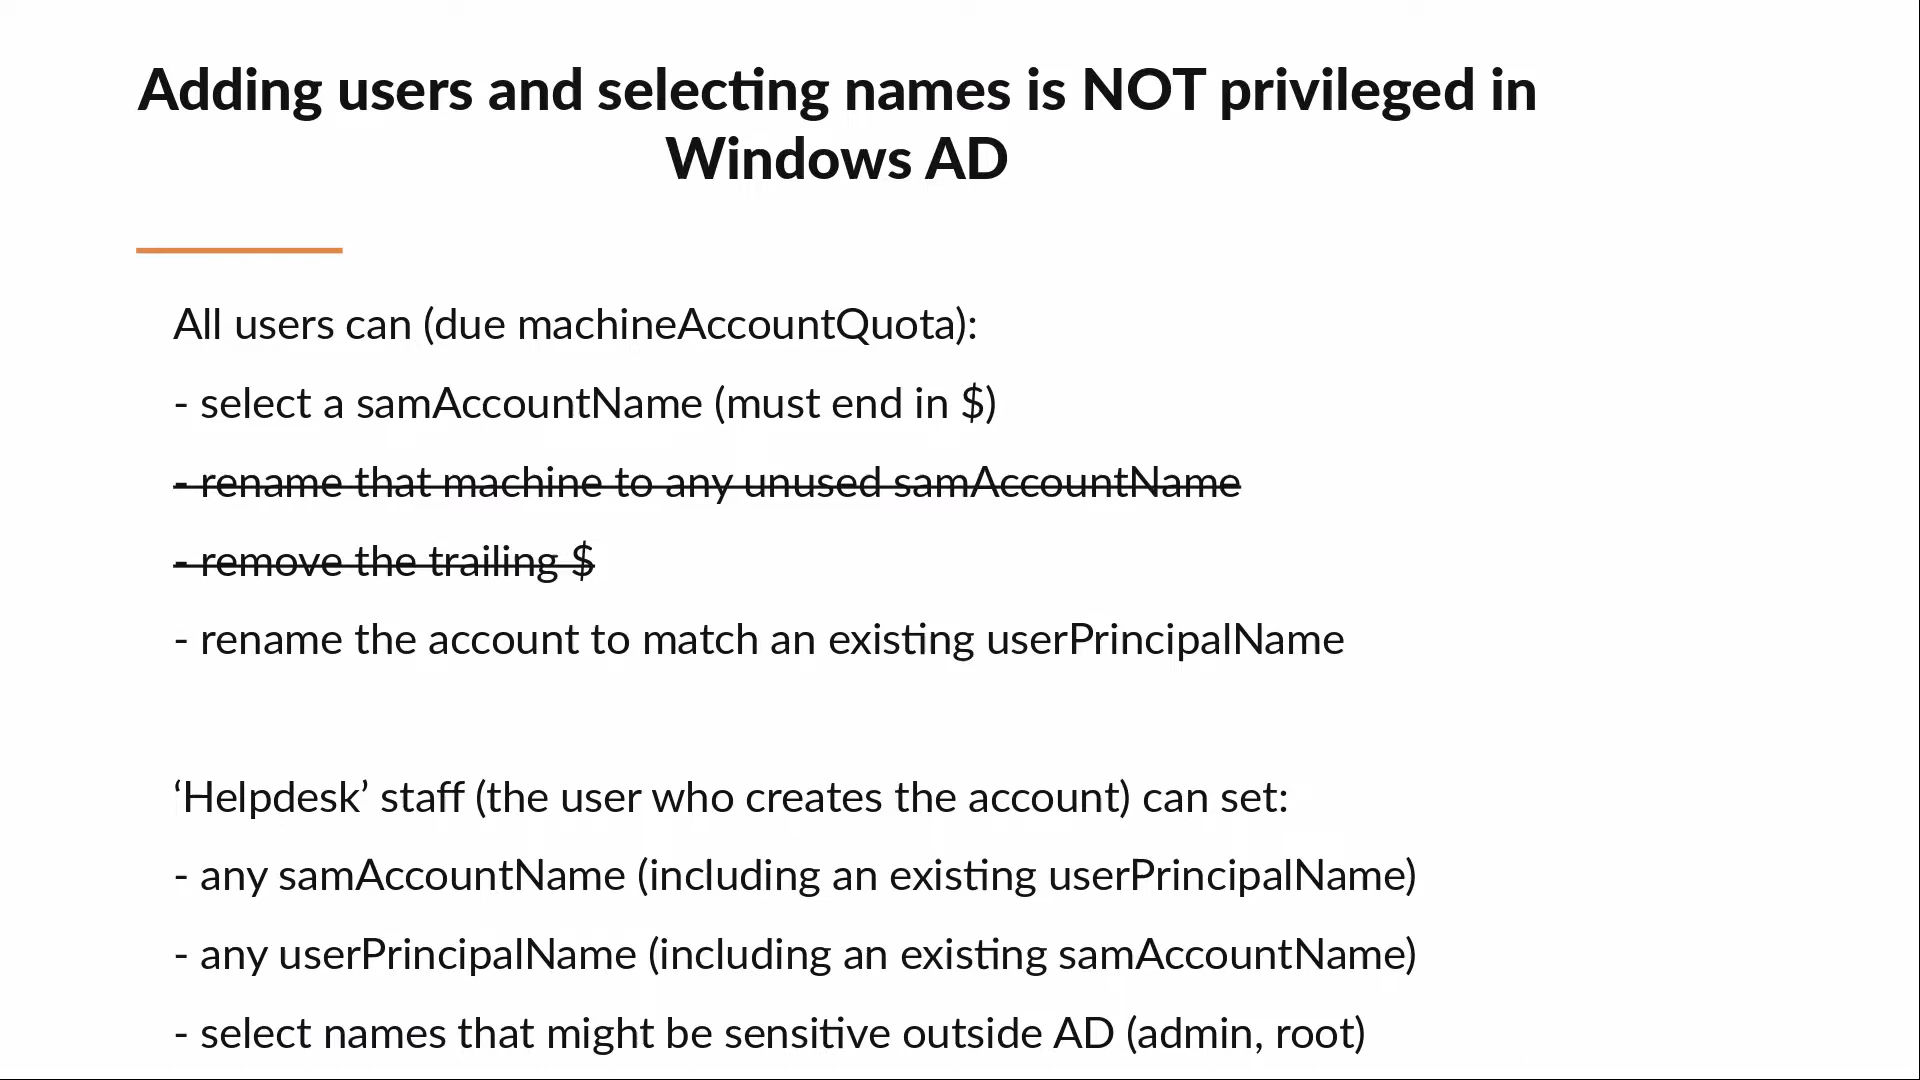 Adding users and selecting names is NOT privileged in
Windows AD
All users can (due machineAccountQuota):
- select a samAccountName (must end in $)
- rename that machine to any unused samAccountName
- remove the trailing $
- rename the account to match an existing userPrincipalName
‘Helpdesk’ staff (the user who creates the account) can set:
- any samAccountName (including an existing userPrincipalName)
- any userPrincipalName (including an existing samAccountName)
- select names that might be sensitive outside AD (admin, root)